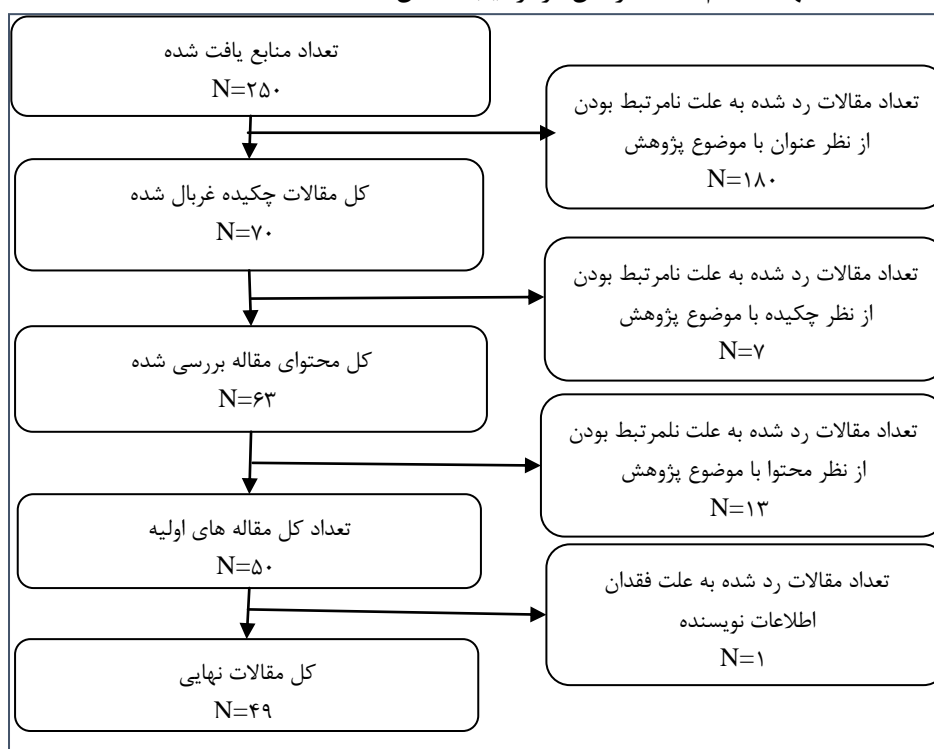 تعداد منابع یافت شده
N=۲۵۰
تعداد مقالات رد شده به علت نامرتبط بودن
از نظر عنوان با موضوع پژوهش
N=۱۸۰
کل مقالات چکیده غربال شده
N=۷۰
تعداد مقالات رد شده به علت نامرتبط بودن
از نظر چکیده با موضوع پژوهش
N=۷
کل محتوای مقاله بررسی شده
N=۶۳
تعداد مقالات رد شده به علت نلمرتبط بودن
از نظر محتوا با موضوع پژوهش
N=۱۳
تعداد کل مقاله های اولیه
N=۵۰
تعداد مقالات رد شده به علت فقدان
اطلاعات نویسنده
N=۱
کل مقالات نهایی
N=۴۹